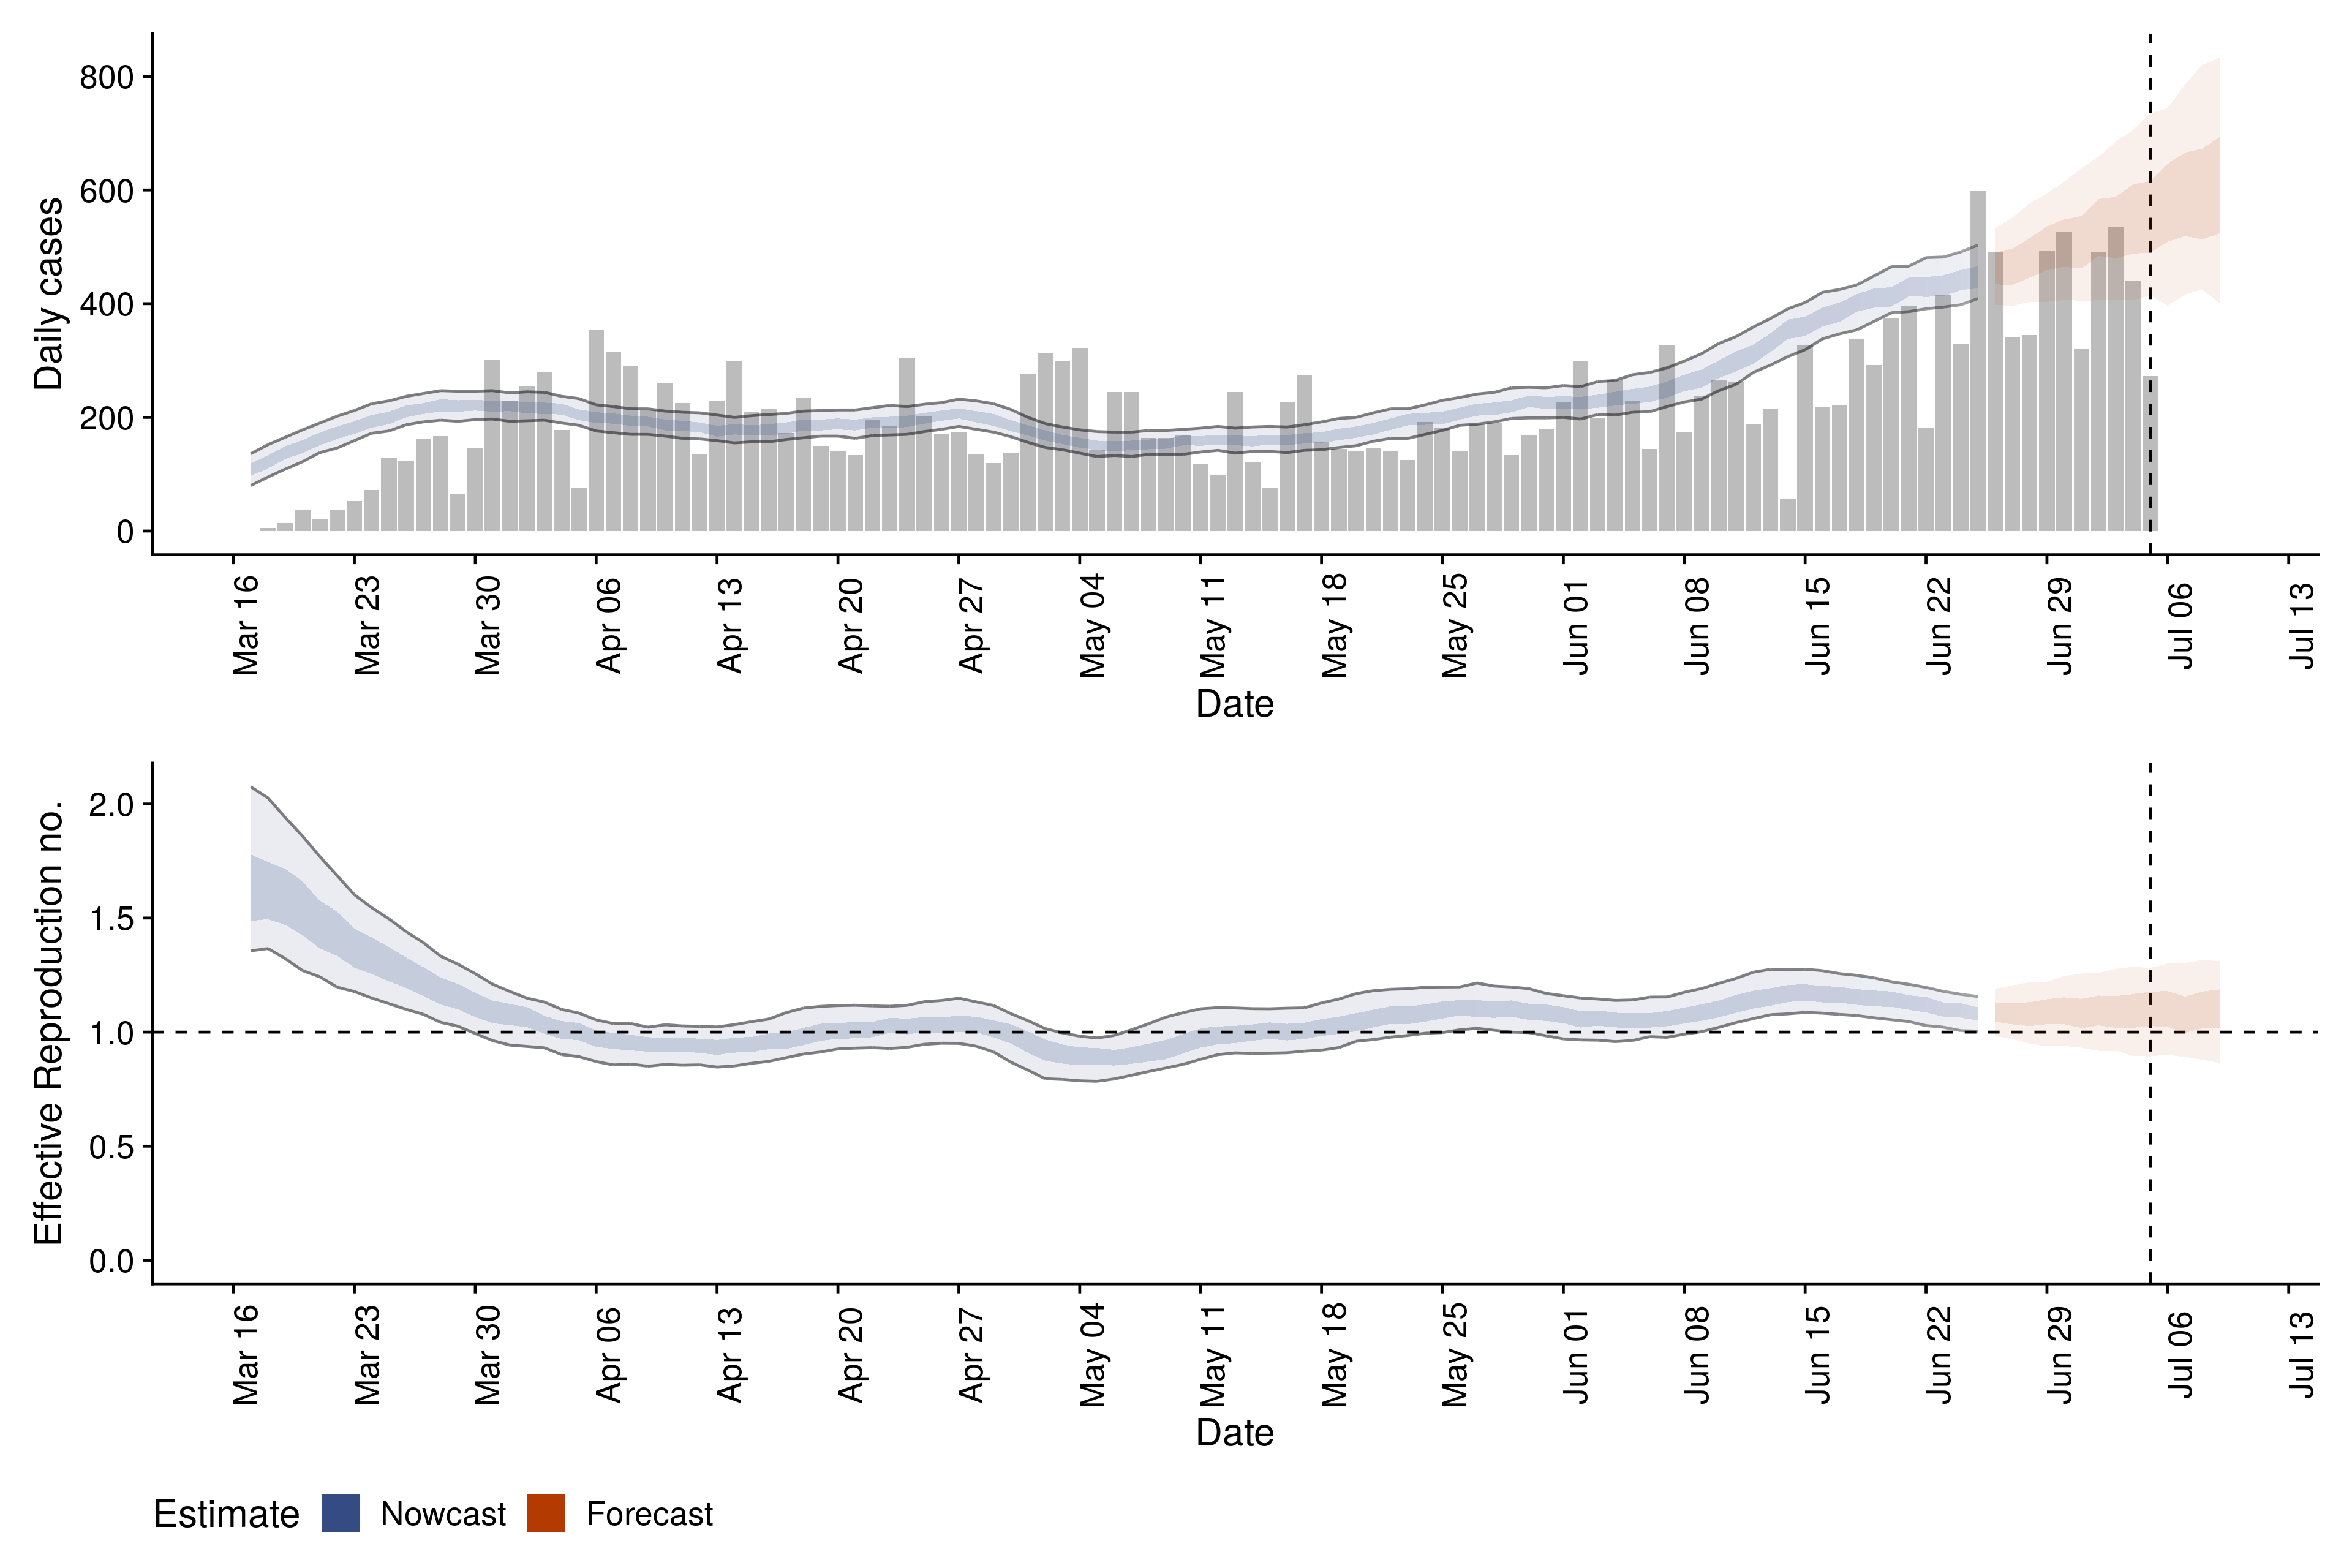 Daily cases
800
600
400
200
0
Mar 16
Mar 23
Mar 30
Apr 06
Apr 13
Apr 20
Apr 27
May 04
May 11
May 18
May 25
Jun 01
Jun 08
Jun 15
Jun 22
Jun 29
Jul 06
Jul 13
Date
Effective Reproduction no.
2.0
1.5
1.0
0.5
0.0
Mar 16
Mar 23
Mar 30
Apr 06
Apr 13
Apr 20
Apr 27
May 04
May 11
May 18
May 25
Jun 01
Jun 08
Jun 15
Jun 22
Jun 29
Jul 06
Jul 13
Date
Estimate Nowcast Forecast